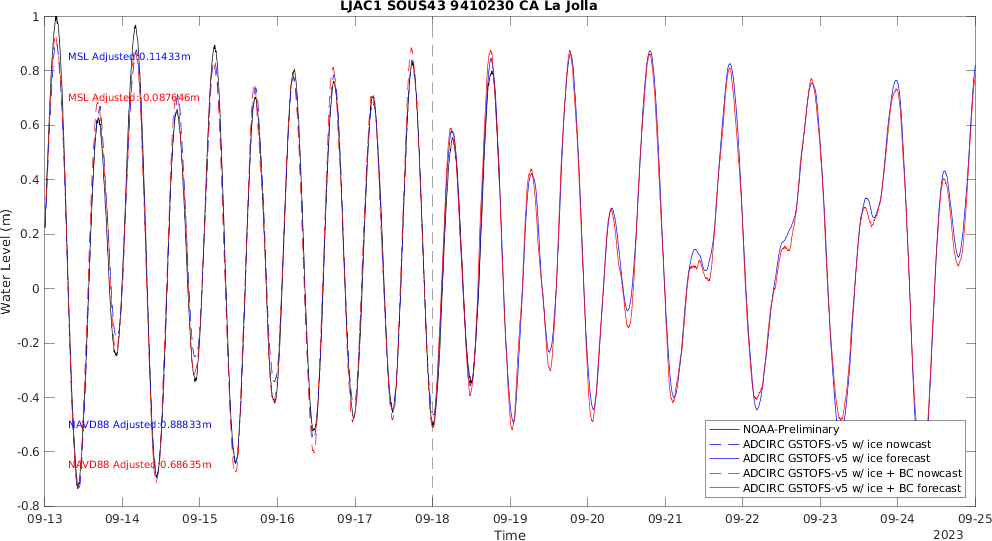 LJAC1 SOUS43 9410230 CA La Jolla
Water Level (m)
1
0.8
0.6
0.4
0.2
0
-0.2
-0.4
-0.6
-0.8
MSL Adjusted:0.11433m
MSL Adjusted:-0.087646m
NAVD88 Adjusted:0.88833m
NAVD88 Adjusted:0.68635m
NOAA-Preliminary
ADCIRC GSTOFS-v5 w/ ice nowcast
ADCIRC GSTOFS-v5 w/ ice forecast
ADCIRC GSTOFS-v5 w/ ice + BC nowcast
ADCIRC GSTOFS-v5 w/ ice + BC forecast
09-13 09-14 09-15 09-16 09-17 09-18 09-19 09-20 09-21 09-22 09-23 09-24 09-25
Time
2023